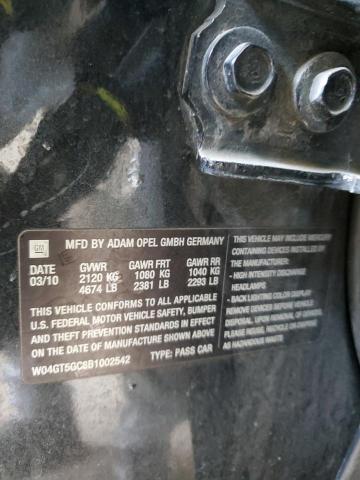 GM
MFD BY ADAM OPEL GMBH GERMANY
DATE GVWR GAWR FRT GAWR RR
03/10 2120 KG 1080 KG 1040 KG
4674 LB 2381 LB 2293 LB
THIS VEHICLE CONFORMS TO ALL APPLICABLE
U.S. FEDERAL MOTOR VEHICLE SAFETY, BUMPER
AND THEFT PREVENTION STANDARDS IN EFFECT
ON THE DATE OF MANUFACTURE SHOWN ABOVE
W04GT5GC8B1002542 TYPE: PASS CAR
THIS VEHICLE MAY INCLUDE MERCURY-
CONTAINING DEVICES INSTALLED BY
THE MANUFACTURER:
- HIGH INTENSITY DISCHARGE
HEADLAMPS
- BACK LIGHTING COLOR DISPLAY
REMOVE DEVICES BEFORE VEHICLE
DISPOSAL. UPON REMOVAL OF DEVICES
PLEASE REUSE, RECYCLE OR DISPOSE
AS HAZARDOUS WASTE